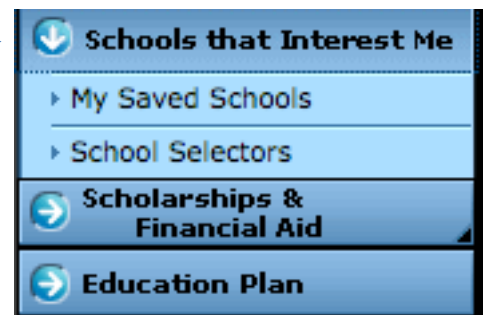 Schools that Interest Me
My Saved Schools
School Selectors
Scholarships &
Financial Aid
Education Plan